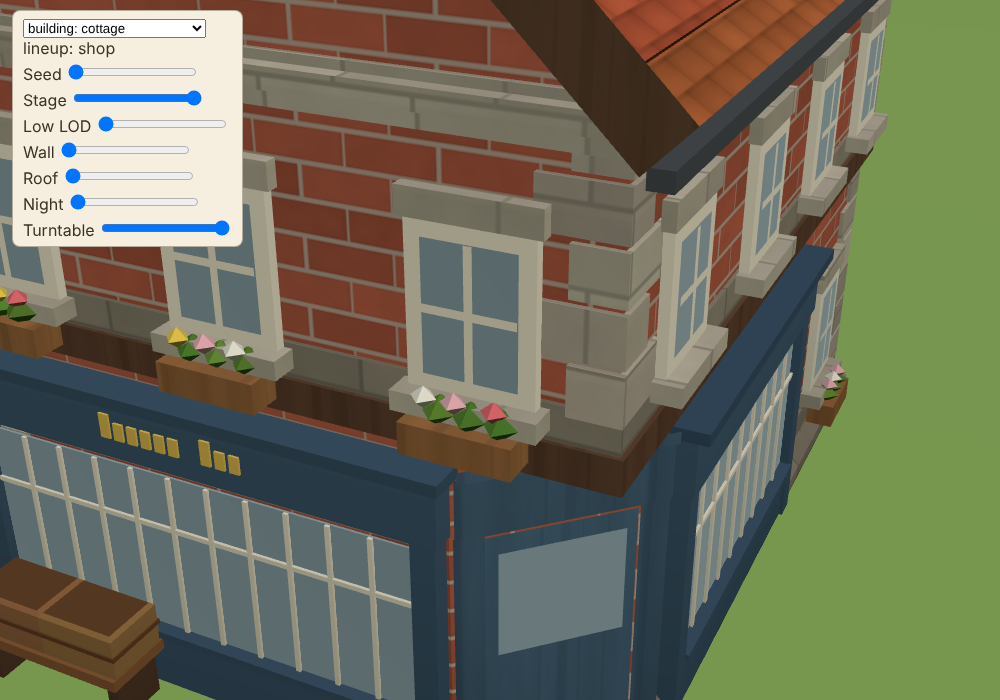 building: cottage
lineup: shop
Seed
Stage
Low LOD
Wall
Roof
Night
Turntable